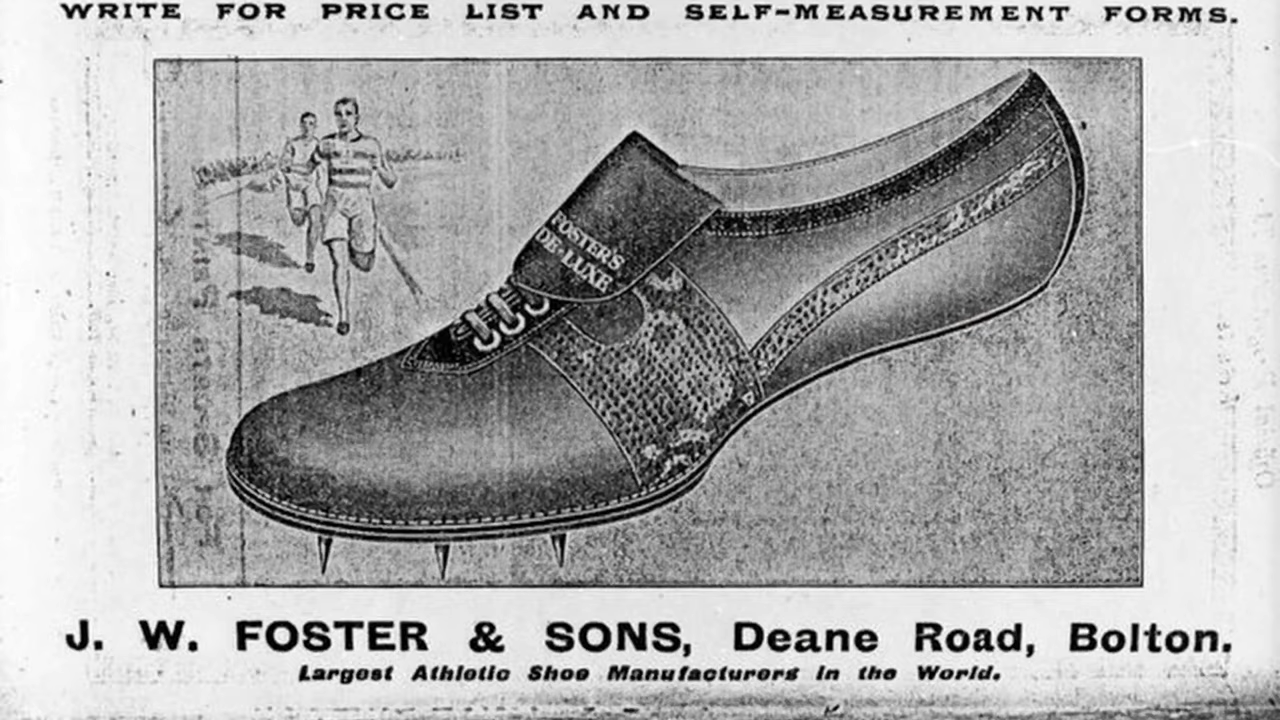 WRITE FOR PRICE LIST AND SELF-MEASUREMENT FORMS.
FOSTER'S
DE-LUXE
J. W. FOSTER & SONS, Deane Road, Bolton.
Largest Athletic Shoe Manufacturers in the World.